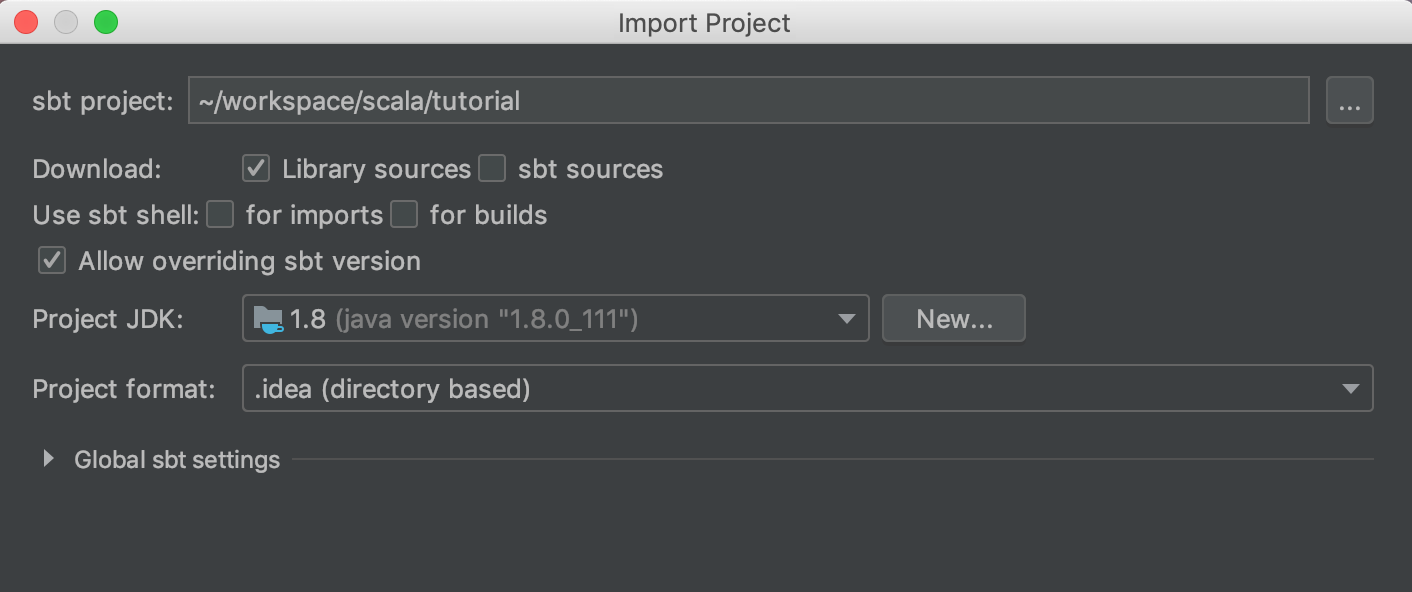 Import Project
sbt project: ~/workspace/scala/tutorial ...
Download: Library sources sbt sources
Use sbt shell: for imports for builds
Allow overriding sbt version
Project JDK: 1.8 (java version "1.8.0_111") New...
Project format: .idea (directory based)
Global sbt settings